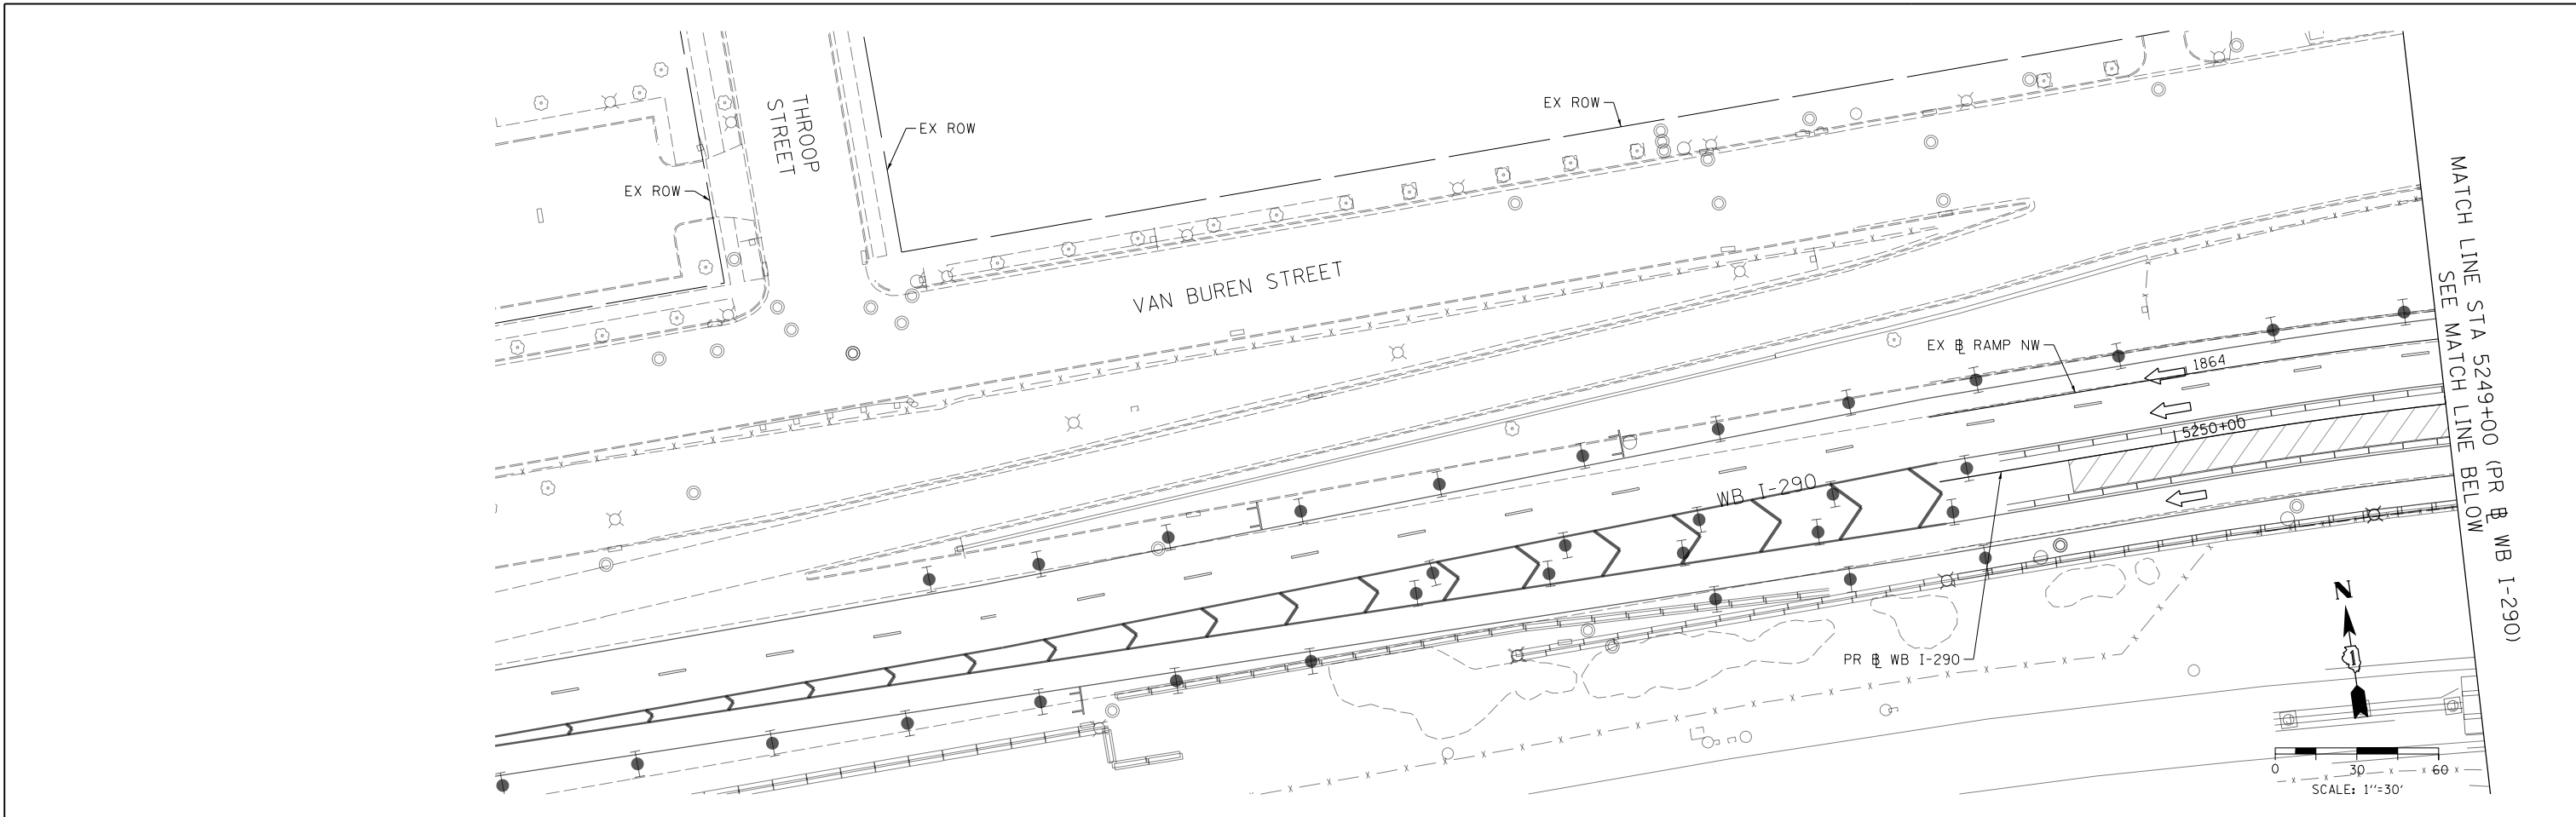 THROOP
STREET
EX ROW
EX ROW
EX ROW
VAN BUREN STREET
EX ℄ RAMP NW
1864
5250+00
WB I-290
PR ℄ WB I-290
MATCH LINE STA 5249+00 (PR ℄ WB I-290)
SEE MATCH LINE BELOW
N
1
0 30 60
SCALE: 1''=30'